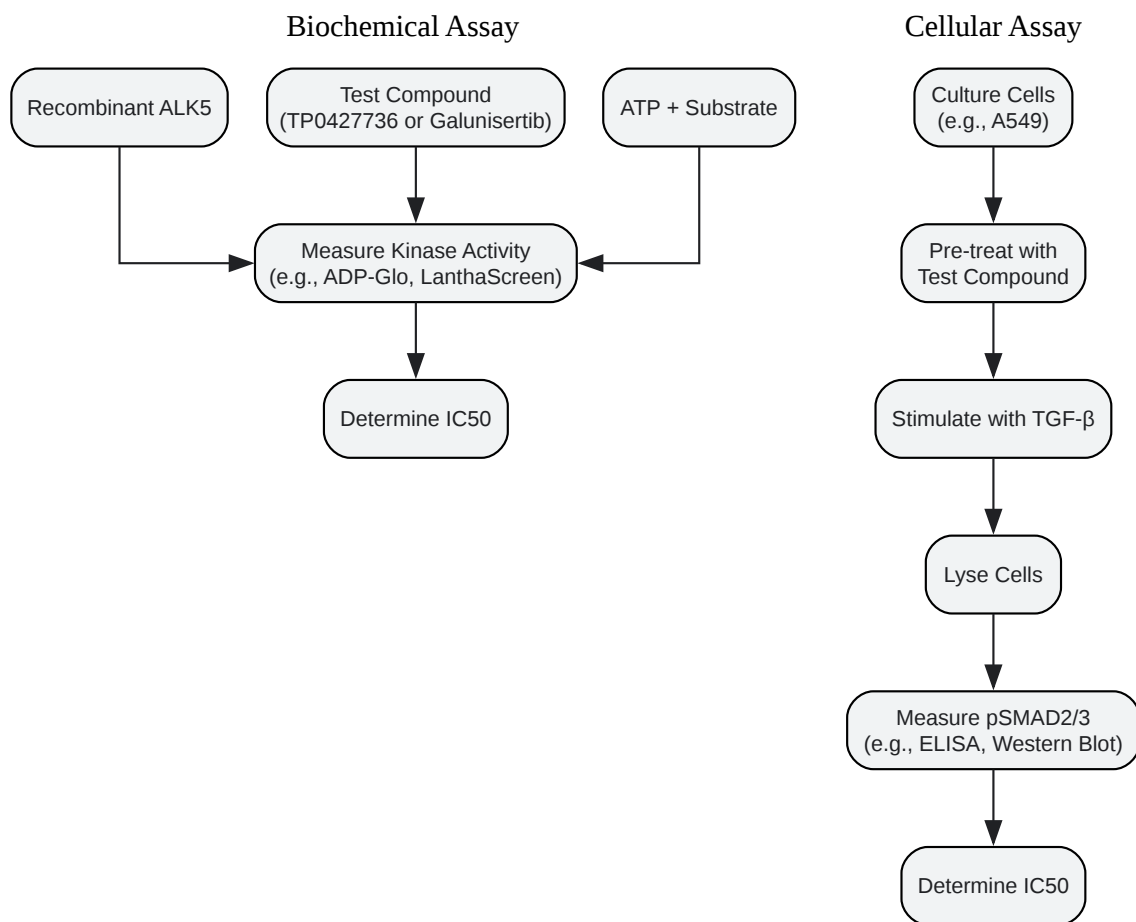 Biochemical Assay
Recombinant ALK5
Test Compound
(TP0427736 or Galunisertib)
ATP + Substrate
Measure Kinase Activity
(e.g., ADP-Glo, LanthaScreen)
Determine IC50
Cellular Assay
Culture Cells
(e.g., A549)
Pre-treat with
Test Compound
Stimulate with TGF-β
Lyse Cells
Measure pSMAD2/3
(e.g., ELISA, Western Blot)
Determine IC50